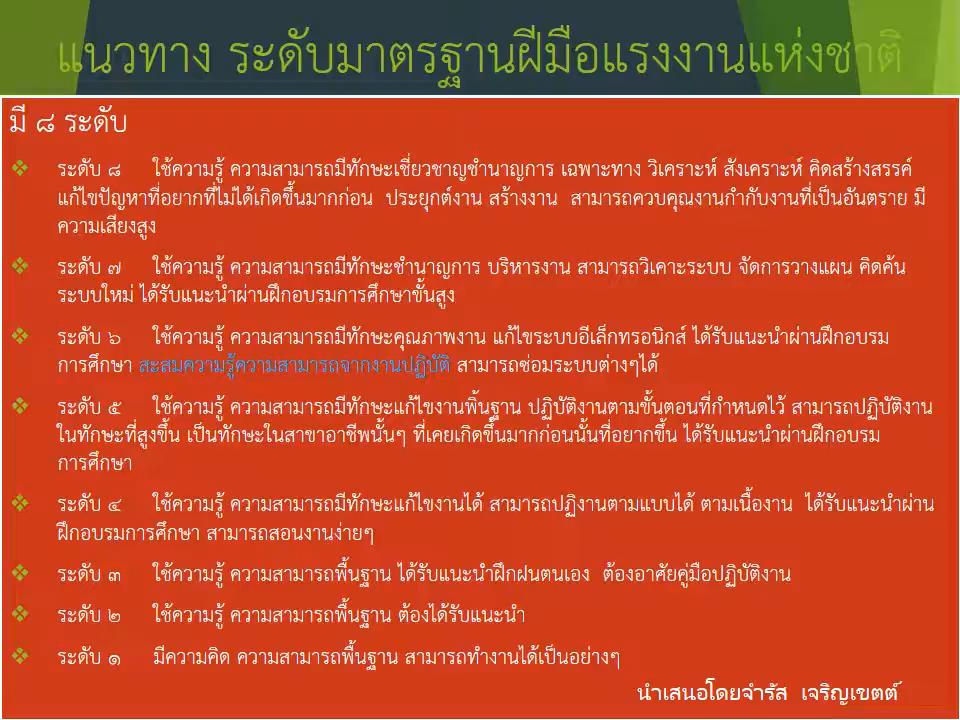 แนวทาง ระดับมาตรฐานฝีมือแรงงานแห่งชาติ
มี ๘ ระดับ
ระดับ ๘ ใช้ความรู้ ความสามารถมีทักษะเชี่ยวชาญชำนาญการ เฉพาะทาง วิเคราะห์ สังเคราะห์ คิดสร้างสรรค์
แก้ไขปัญหาที่อยากที่ไม่ได้เกิดขึ้นมากก่อน ประยุกต์งาน สร้างงาน สามารถควบคุณงานกำกับงานที่เป็นอันตราย มี
ความเสียงสูง
ระดับ ๗ ใช้ความรู้ ความสามารถมีทักษะชำนาญการ บริหารงาน สามารถวิเคาะระบบ จัดการวางแผน คิดค้น
ระบบใหม่ ได้รับแนะนำผ่านฝึกอบรมการศึกษาขั้นสูง
ระดับ ๖ ใช้ความรู้ ความสามารถมีทักษะคุณภาพงาน แก้ไขระบบอีเล็กทรอนิกส์ ได้รับแนะนำผ่านฝึกอบรม
การศึกษา สะสมความรู้ความสามารถจากงานปฏิบัติ สามารถซ่อมระบบต่างๆได้
ระดับ ๕ ใช้ความรู้ ความสามารถมีทักษะแก้ไขงานพิ้นฐาน ปฏิบัติงานตามขั้นตอนที่กำหนดไว้ สามารถปฏิบัติงาน
ในทักษะที่สูงขึ้น เป็นทักษะในสาขาอาชีพนั้นๆ ที่เคยเกิดขึ้นมากก่อนนั้นที่อยากขึ้น ได้รับแนะนำผ่านฝึกอบรม
การศึกษา
ระดับ ๔ ใช้ความรู้ ความสามารถมีทักษะแก้ไขงานได้ สามารถปฏิงานตามแบบได้ ตามเนื้องาน ได้รับแนะนำผ่าน
ฝึกอบรมการศึกษา สามารถสอนงานง่ายๆ
ระดับ ๓ ใช้ความรู้ ความสามารถพื้นฐาน ได้รับแนะนำฝึกฝนตนเอง ต้องอาศัยคู่มือปฏิบัติงาน
ระดับ ๒ ใช้ความรู้ ความสามารถพื้นฐาน ต้องได้รับแนะนำ
ระดับ ๑ มีความคิด ความสามารถพื้นฐาน สามารถทำงานได้เป็นอย่างๆ
นำเสนอโดยจำรัส เจริญเขตต์